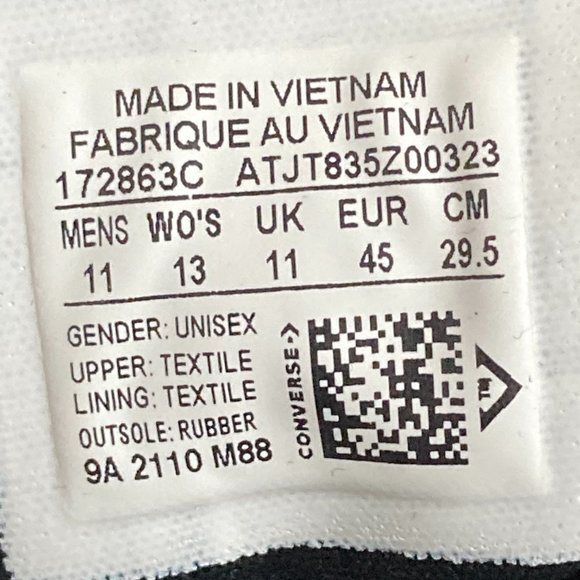 MADE IN VIETNAM
FABRIQUE AU VIETNAM
172863C ATJT835Z00323
MENS WO'S UK EUR CM
11 13 11 45 29.5
GENDER: UNISEX
UPPER: TEXTILE
LINING: TEXTILE
OUTSOLE: RUBBER
9A 2110 M88
CONVERSE
TM